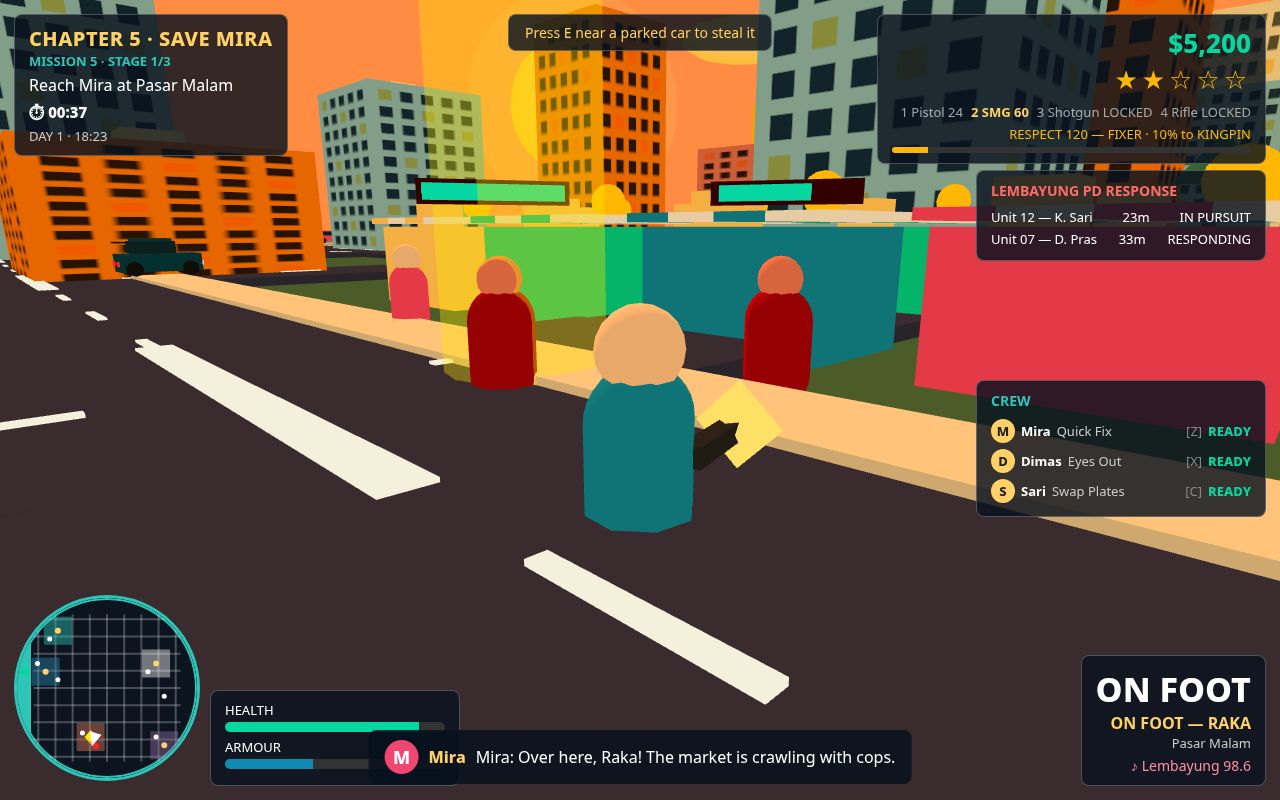 CHAPTER 5 · SAVE MIRA
MISSION 5 · STAGE 1/3
Reach Mira at Pasar Malam
⏱ 00:37
DAY 1 · 18:23
Press E near a parked car to steal it
$5,200
★ ★ ☆ ☆ ☆
1 Pistol 24 2 SMG 60 3 Shotgun LOCKED 4 Rifle LOCKED
RESPECT 120 — FIXER · 10% to KINGPIN
LEMBAYUNG PD RESPONSE
Unit 12 — K. Sari 23m IN PURSUIT
Unit 07 — D. Pras 33m RESPONDING
CREW
M Mira Quick Fix [Z] READY
D Dimas Eyes Out [X] READY
S Sari Swap Plates [C] READY
HEALTH
ARMOUR
M Mira Mira: Over here, Raka! The market is crawling with cops.
ON FOOT
ON FOOT — RAKA
Pasar Malam
♪ Lembayung 98.6